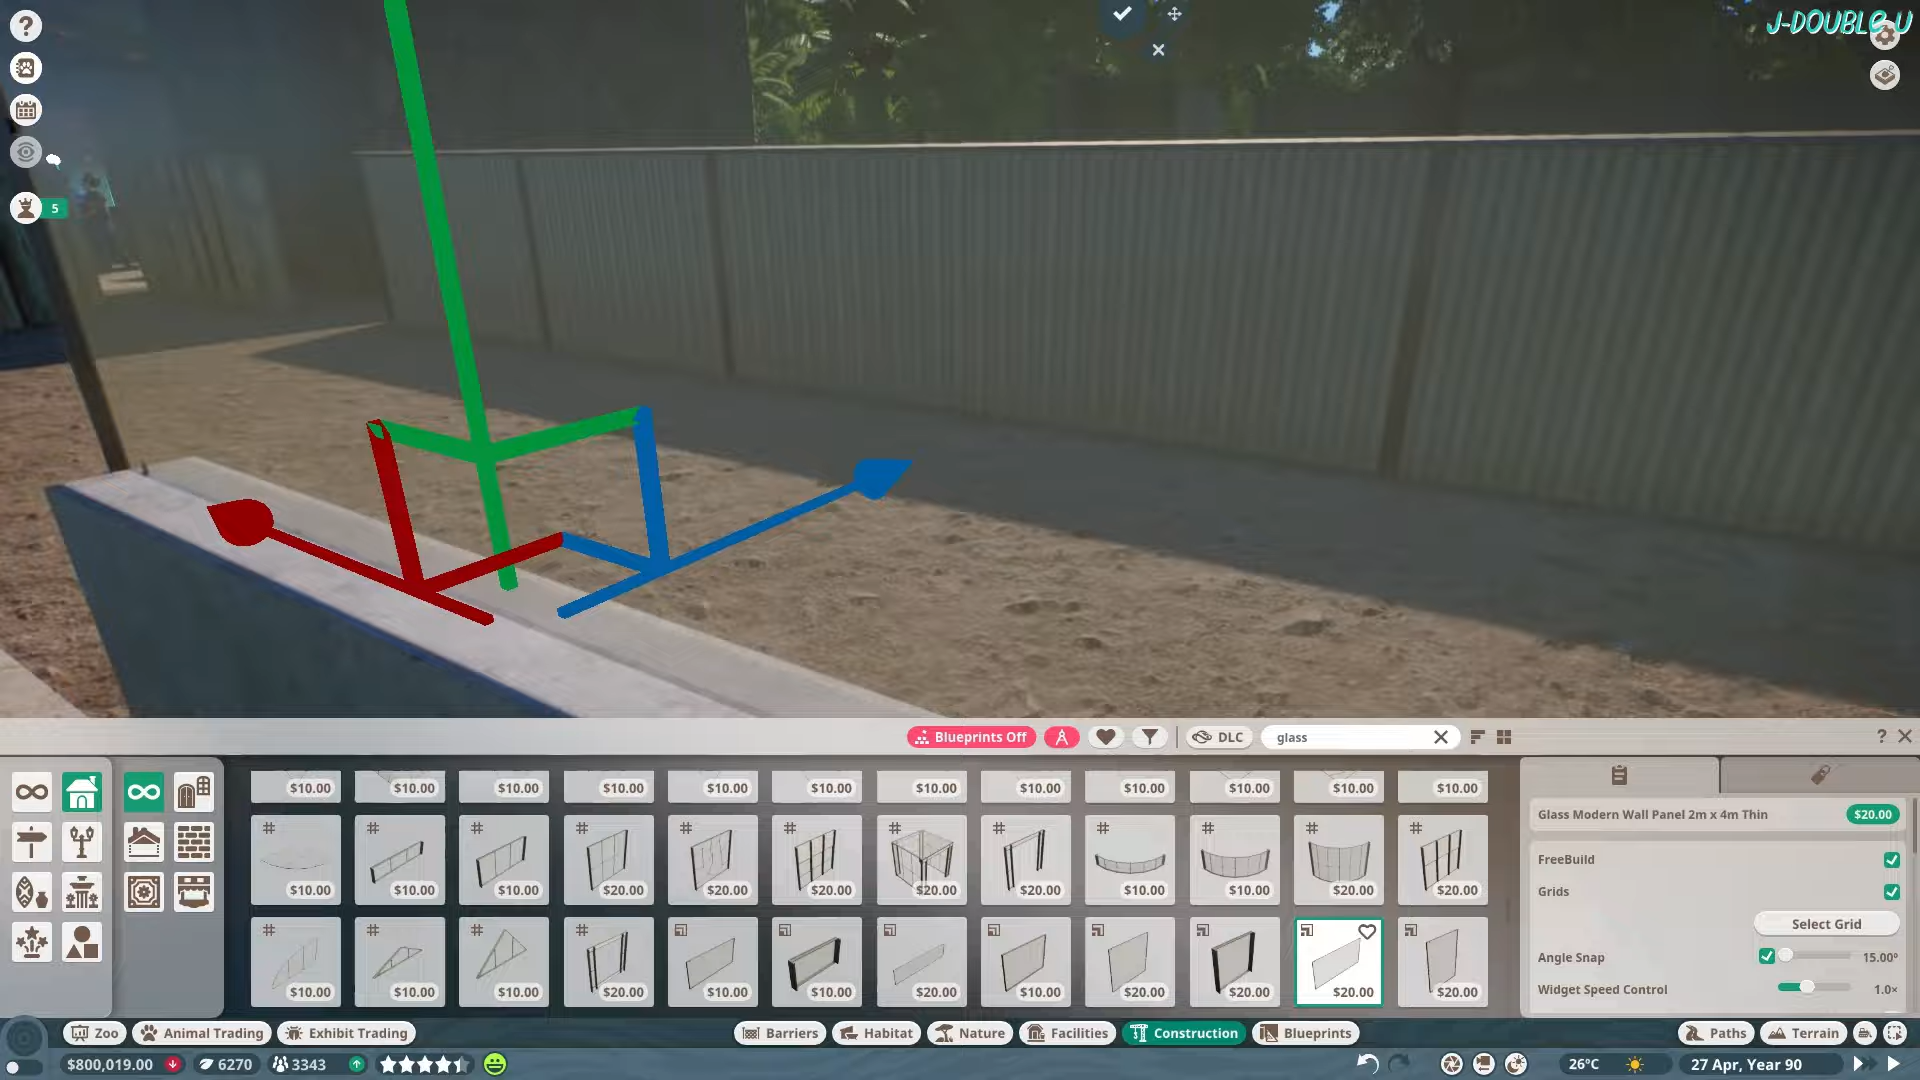 J-DOUBLE U
5
Blueprints Off
DLC
glass
$10.00 $10.00 $10.00 $10.00 $10.00 $10.00 $10.00 $10.00 $10.00 $10.00 $10.00 $10.00
$10.00 $10.00 $10.00 $20.00 $20.00 $20.00 $20.00 $20.00 $10.00 $10.00 $20.00 $20.00
$10.00 $10.00 $10.00 $20.00 $10.00 $10.00 $20.00 $10.00 $20.00 $20.00 $20.00 $20.00
Glass Modern Wall Panel 2m x 4m Thin $20.00
FreeBuild
Grids
Select Grid
Angle Snap 15.00°
Widget Speed Control 1.0×
Zoo Animal Trading Exhibit Trading Barriers Habitat Nature Facilities Construction Blueprints Paths Terrain
$800,019.00 6270 3343 26°C 27 Apr, Year 90